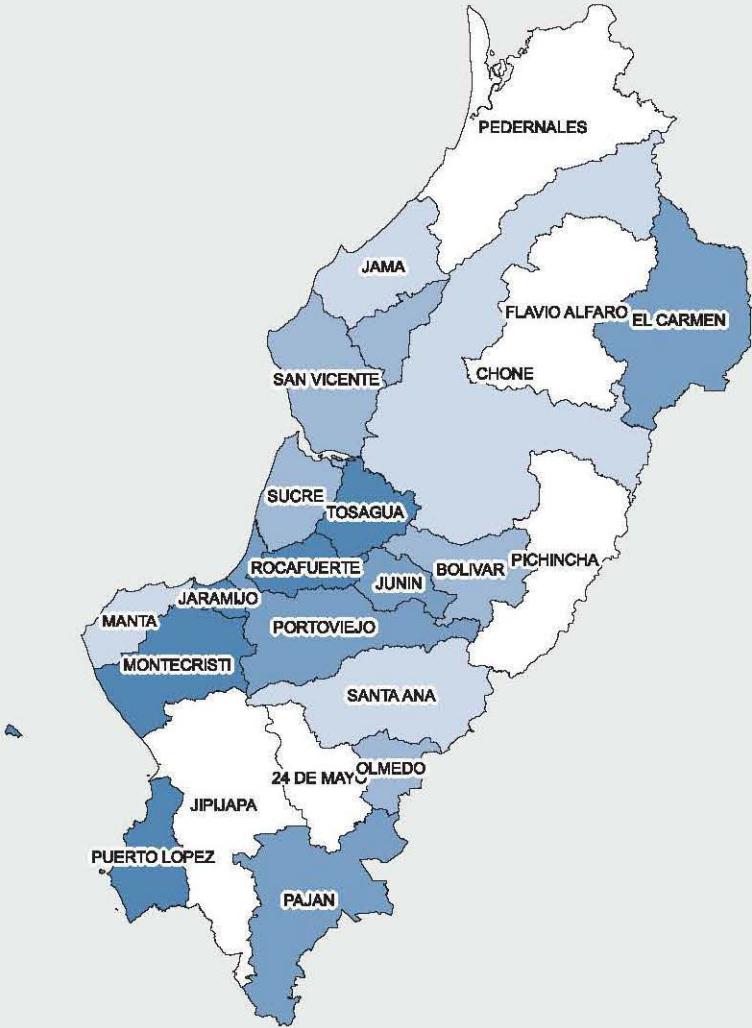 PEDERNALES
JAMA
FLAVIO ALFARO
EL CARMEN
SAN VICENTE
CHONE
SUCRE
TOSAGUA
ROCAFUERTE
JUNIN
BOLIVAR
PICHINCHA
JARAMIJO
MANTA
PORTOVIEJO
MONTECRISTI
SANTA ANA
24 DE MAYO
OLMEDO
JIPIJAPA
PUERTO LOPEZ
PAJAN